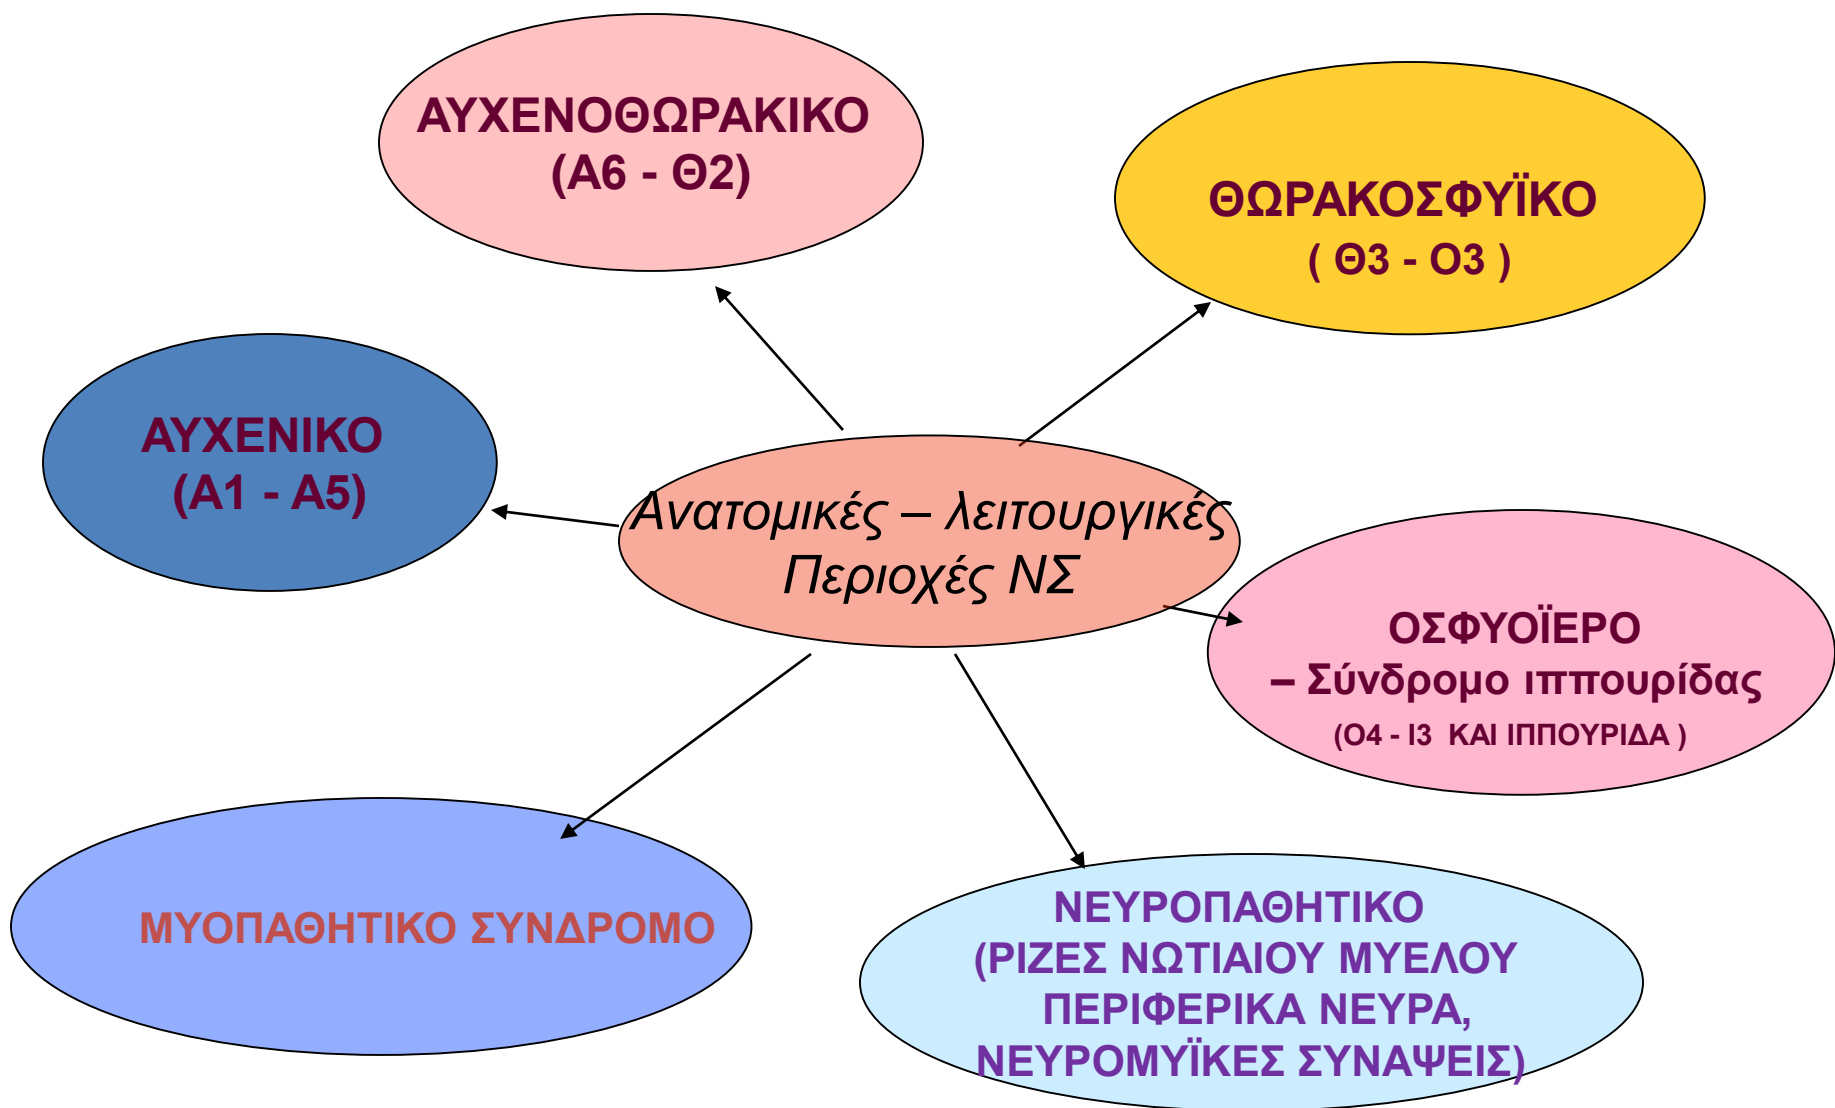 ΑΥΧΕΝΟΘΩΡΑΚΙΚΟ
(Α6 - Θ2)
ΘΩΡΑΚΟΣΦΥΪΚΟ
( Θ3 - Ο3 )
ΑΥΧΕΝΙΚΟ
(Α1 - Α5)
Ανατομικές – λειτουργικές
Περιοχές ΝΣ
ΟΣΦΥΟΪΕΡΟ
– Σύνδρομο ιππουρίδας
(Ο4 - Ι3 ΚΑΙ ΙΠΠΟΥΡΙΔΑ )
ΜΥΟΠΑΘΗΤΙΚΟ ΣΥΝΔΡΟΜΟ
ΝΕΥΡΟΠΑΘΗΤΙΚΟ
(ΡΙΖΕΣ ΝΩΤΙΑΙΟΥ ΜΥΕΛΟΥ
ΠΕΡΙΦΕΡΙΚΑ ΝΕΥΡΑ,
ΝΕΥΡΟΜΥΪΚΕΣ ΣΥΝΑΨΕΙΣ)